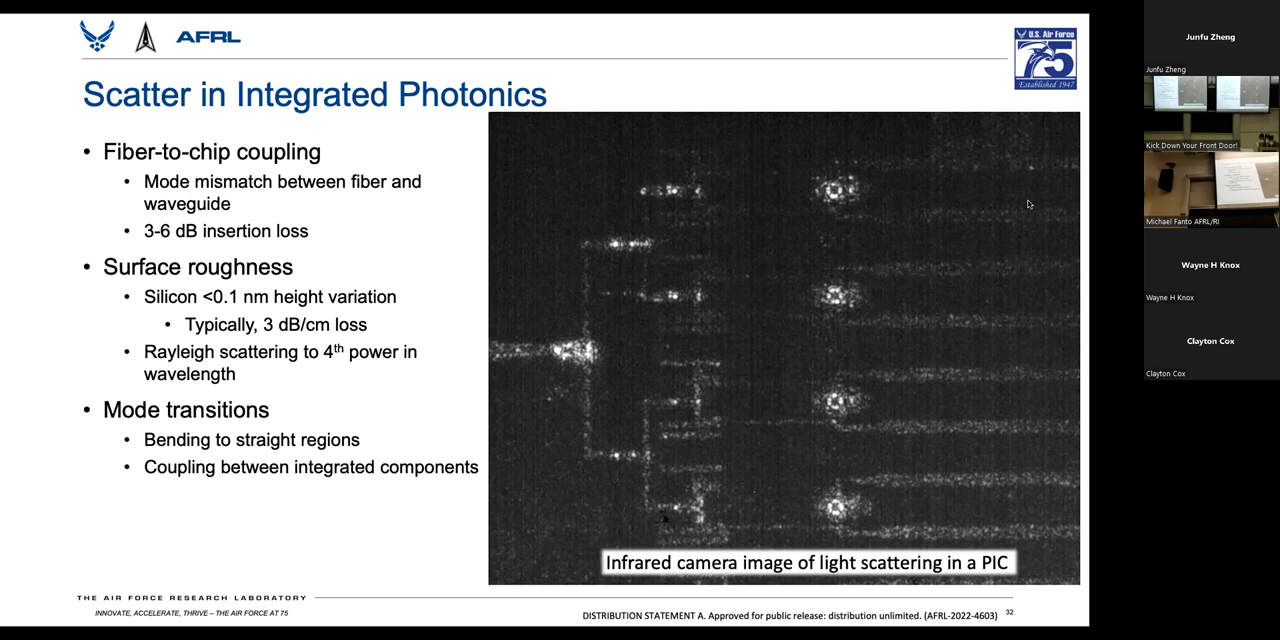 AFRL
U.S. Air Force
75
Established 1947
Scatter in Integrated Photonics
• Fiber-to-chip coupling
• Mode mismatch between fiber and
waveguide
• 3-6 dB insertion loss
• Surface roughness
• Silicon <0.1 nm height variation
• Typically, 3 dB/cm loss
• Rayleigh scattering to 4th power in
wavelength
• Mode transitions
• Bending to straight regions
• Coupling between integrated components
Infrared camera image of light scattering in a PIC
THE AIR FORCE RESEARCH LABORATORY
INNOVATE, ACCELERATE, THRIVE – THE AIR FORCE AT 75
DISTRIBUTION STATEMENT A. Approved for public release: distribution unlimited. (AFRL-2022-4603)
32
Junfu Zheng
Junfu Zheng
Kick Down Your Front Door!
Michael Fanto AFRL/RI
Wayne H Knox
Wayne H Knox
Clayton Cox
Clayton Cox